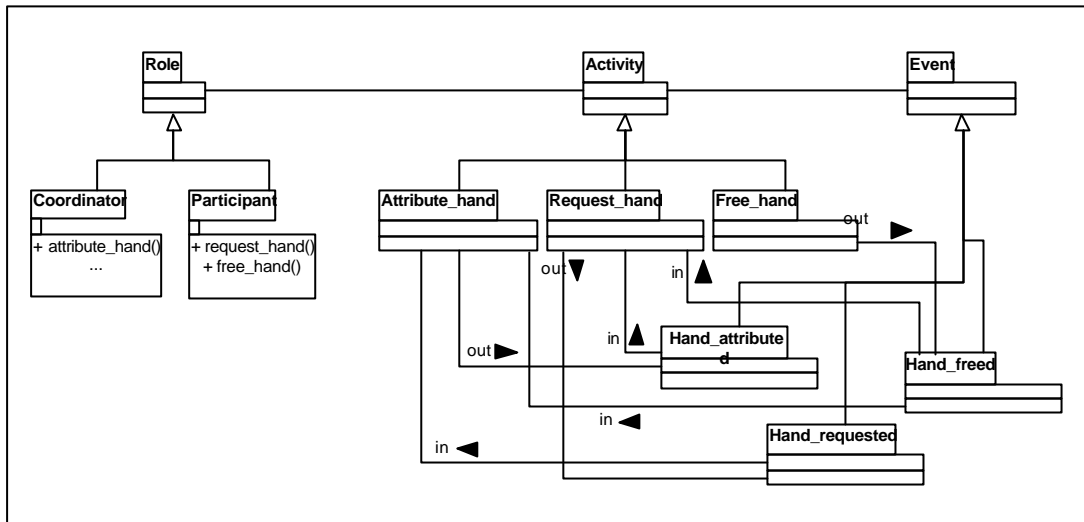 Role
Activity
Event
Coordinator
+ attribute_hand()
...
Participant
+ request_hand()
+ free_hand()
Attribute_hand
Request_hand
Free_hand
out
out
in
in
Hand_attribute
d
out
Hand_freed
in
Hand_requested
in